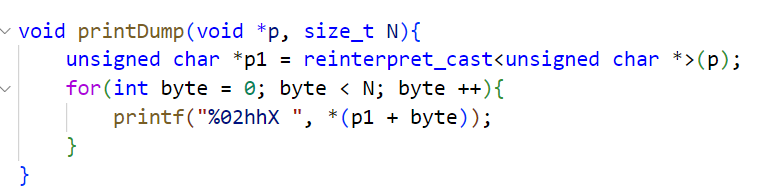 void printDump(void *p, size_t N){
    unsigned char *p1 = reinterpret_cast<unsigned char *>(p);
    for(int byte = 0; byte < N; byte ++){
        printf("%02hhX ", *(p1 + byte));
    }
}